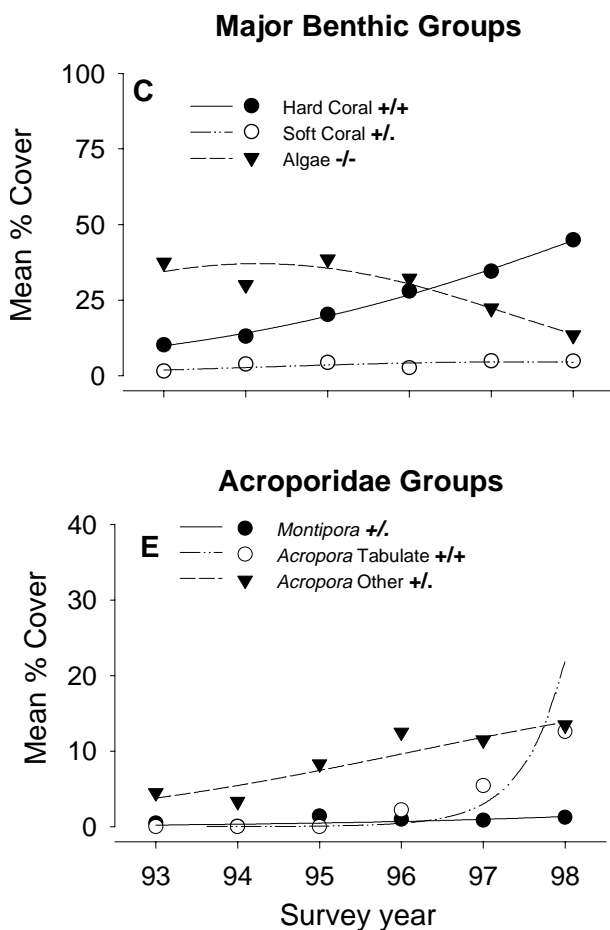 Major Benthic Groups
C
Hard Coral +/+
Soft Coral +/.
Algae -/-
100
75
50
25
0
Mean % Cover
Acroporidae Groups
E
Montipora +/.
Acropora Tabulate +/+
Acropora Other +/.
40
30
20
10
0
Mean % Cover
93 94 95 96 97 98
Survey year